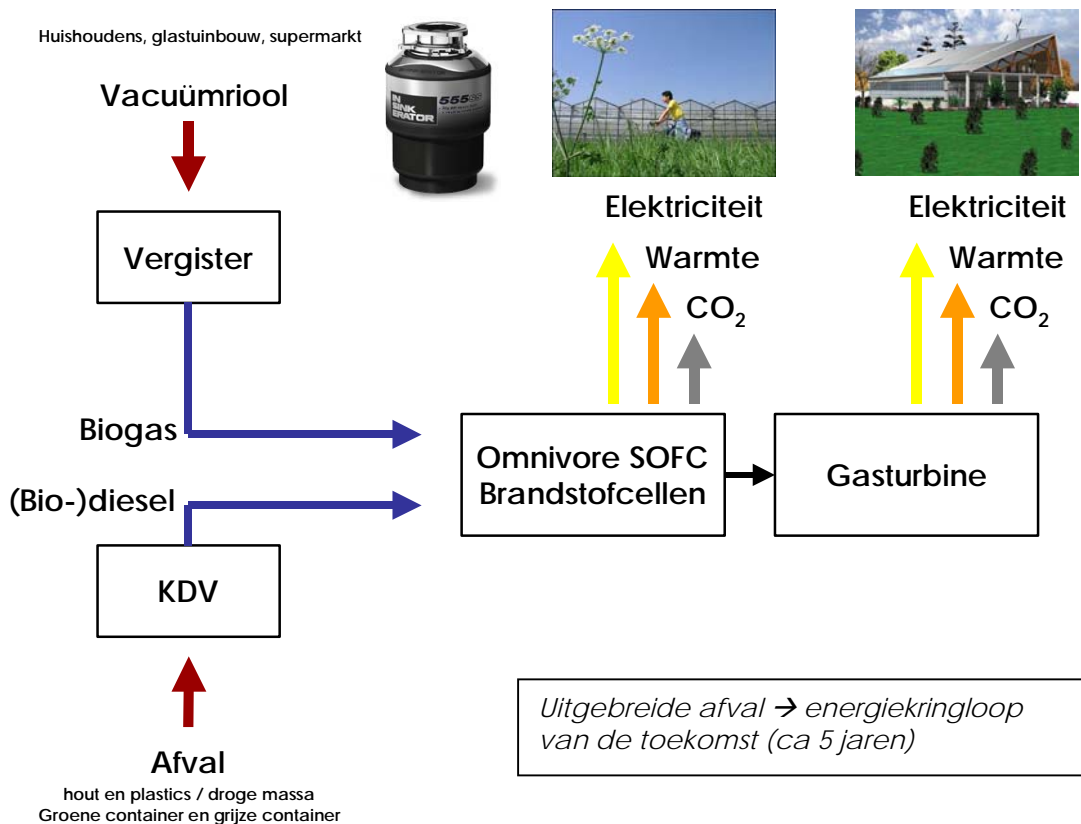 Huishoudens, glastuinbouw, supermarkt
Vacuümriool
IN
SINK
ERATOR
555
Elektriciteit
Elektriciteit
Vergister
Warmte
Warmte
CO₂
CO₂
Biogas
Omnivore SOFC
Brandstofcellen
Gasturbine
(Bio-)diesel
KDV
Uitgebreide afval → energiekringloop
van de toekomst (ca 5 jaren)
Afval
hout en plastics / droge massa
Groene container en grijze container